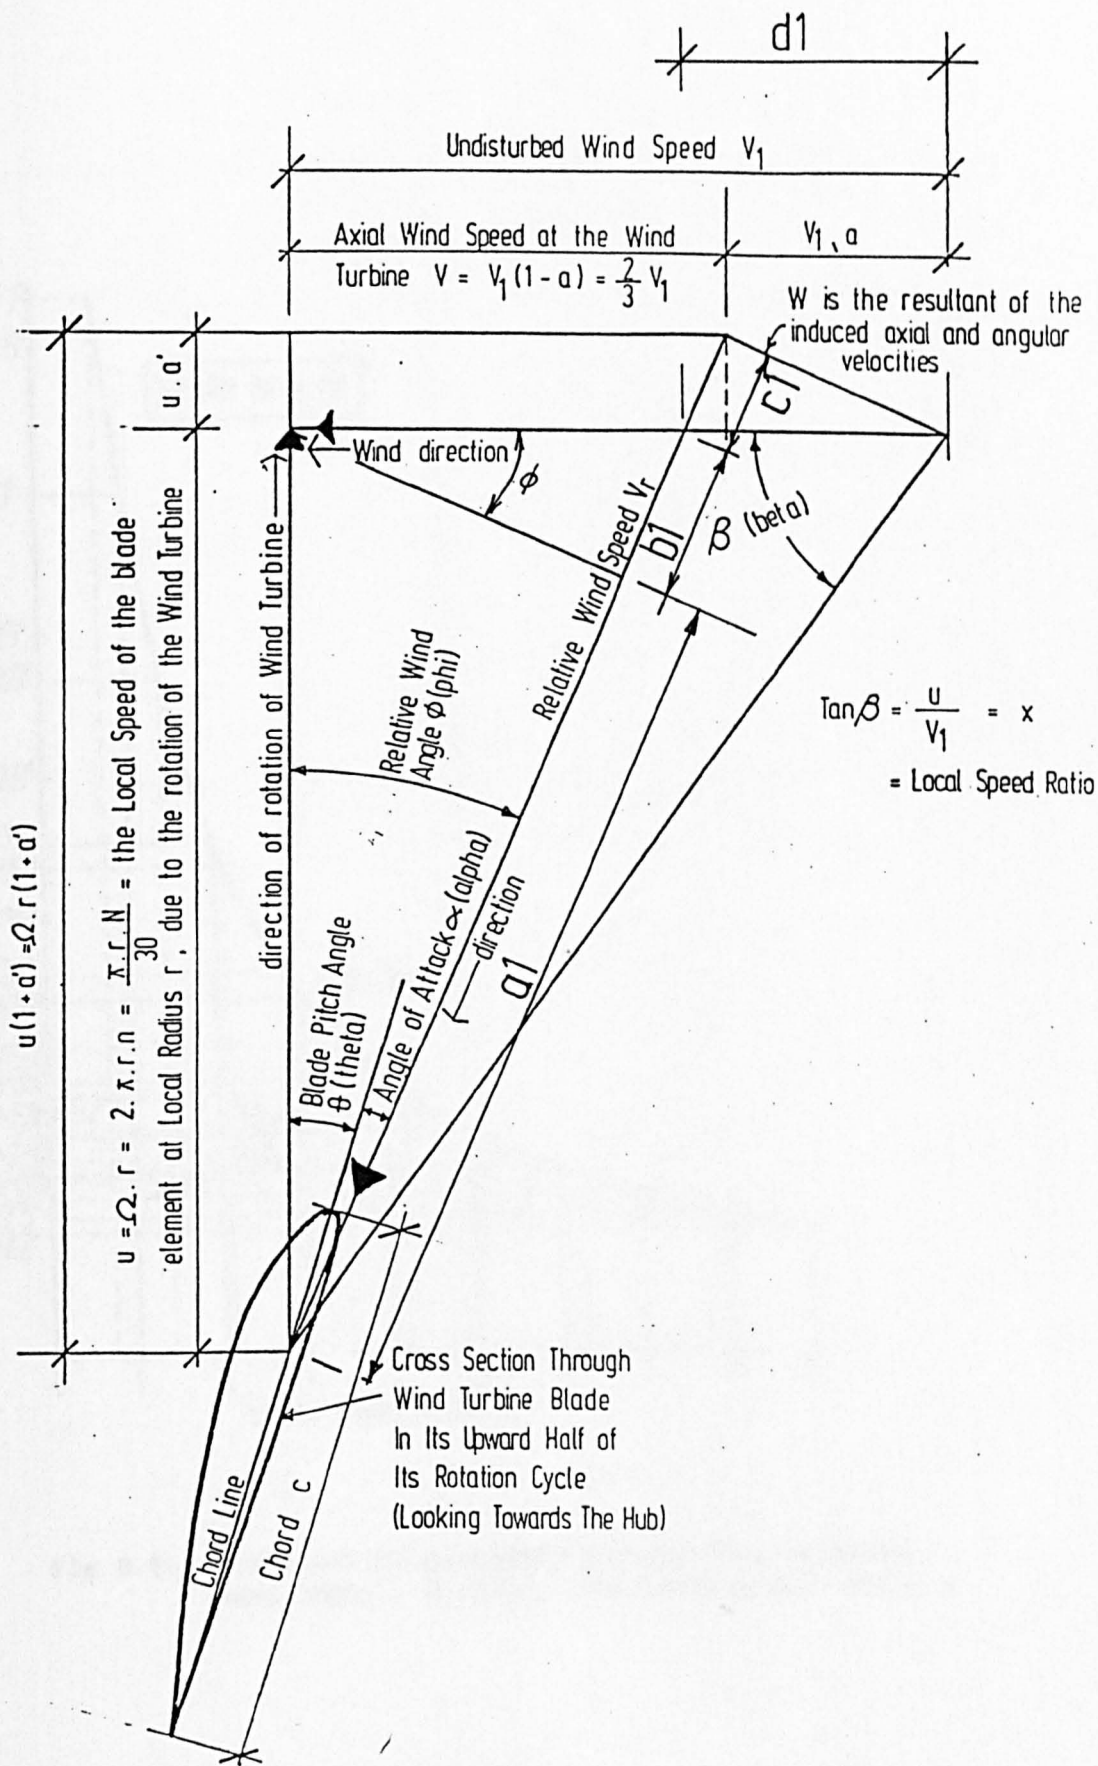 d1
Undisturbed Wind Speed V₁
Axial Wind Speed at the Wind
Turbine V = V₁ (1 - a) = 2/3 V₁
V₁. a
W is the resultant of the
induced axial and angular
velocities
u . a'
c1
Wind direction
ϕ
b1
β (beta)
Relative Wind Speed Vr
direction of rotation of Wind Turbine
Relative Wind
Angle ϕ (phi)
Tan β = u/V₁ = x
= Local Speed Ratio
u(1+a') = Ω.r(1+a')
u = Ω.r = 2.π.r.n = π.r.N/30 = the Local Speed of the blade
element at Local Radius r, due to the rotation of the Wind Turbine
Blade Pitch Angle
θ (theta)
Angle of Attack α (alpha)
direction
a1
Cross Section Through
Wind Turbine Blade
In Its Upward Half of
Its Rotation Cycle
(Looking Towards The Hub)
Chord Line
Chord c